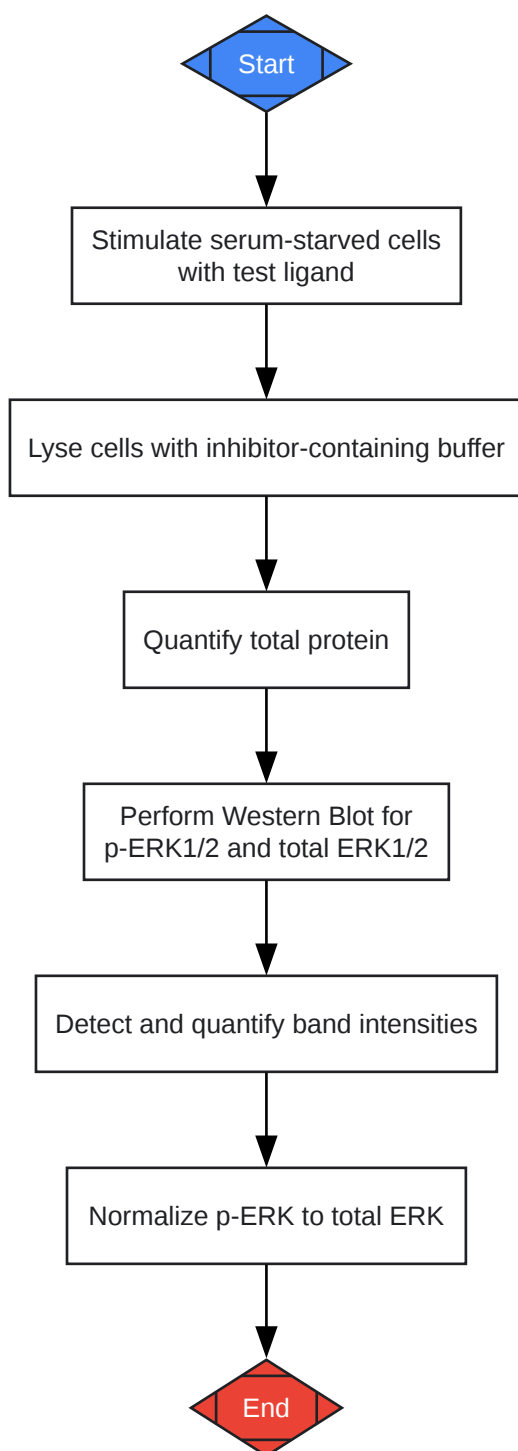 Start
Stimulate serum-starved cells
with test ligand
Lyse cells with inhibitor-containing buffer
Quantify total protein
Perform Western Blot for
p-ERK1/2 and total ERK1/2
Detect and quantify band intensities
Normalize p-ERK to total ERK
End